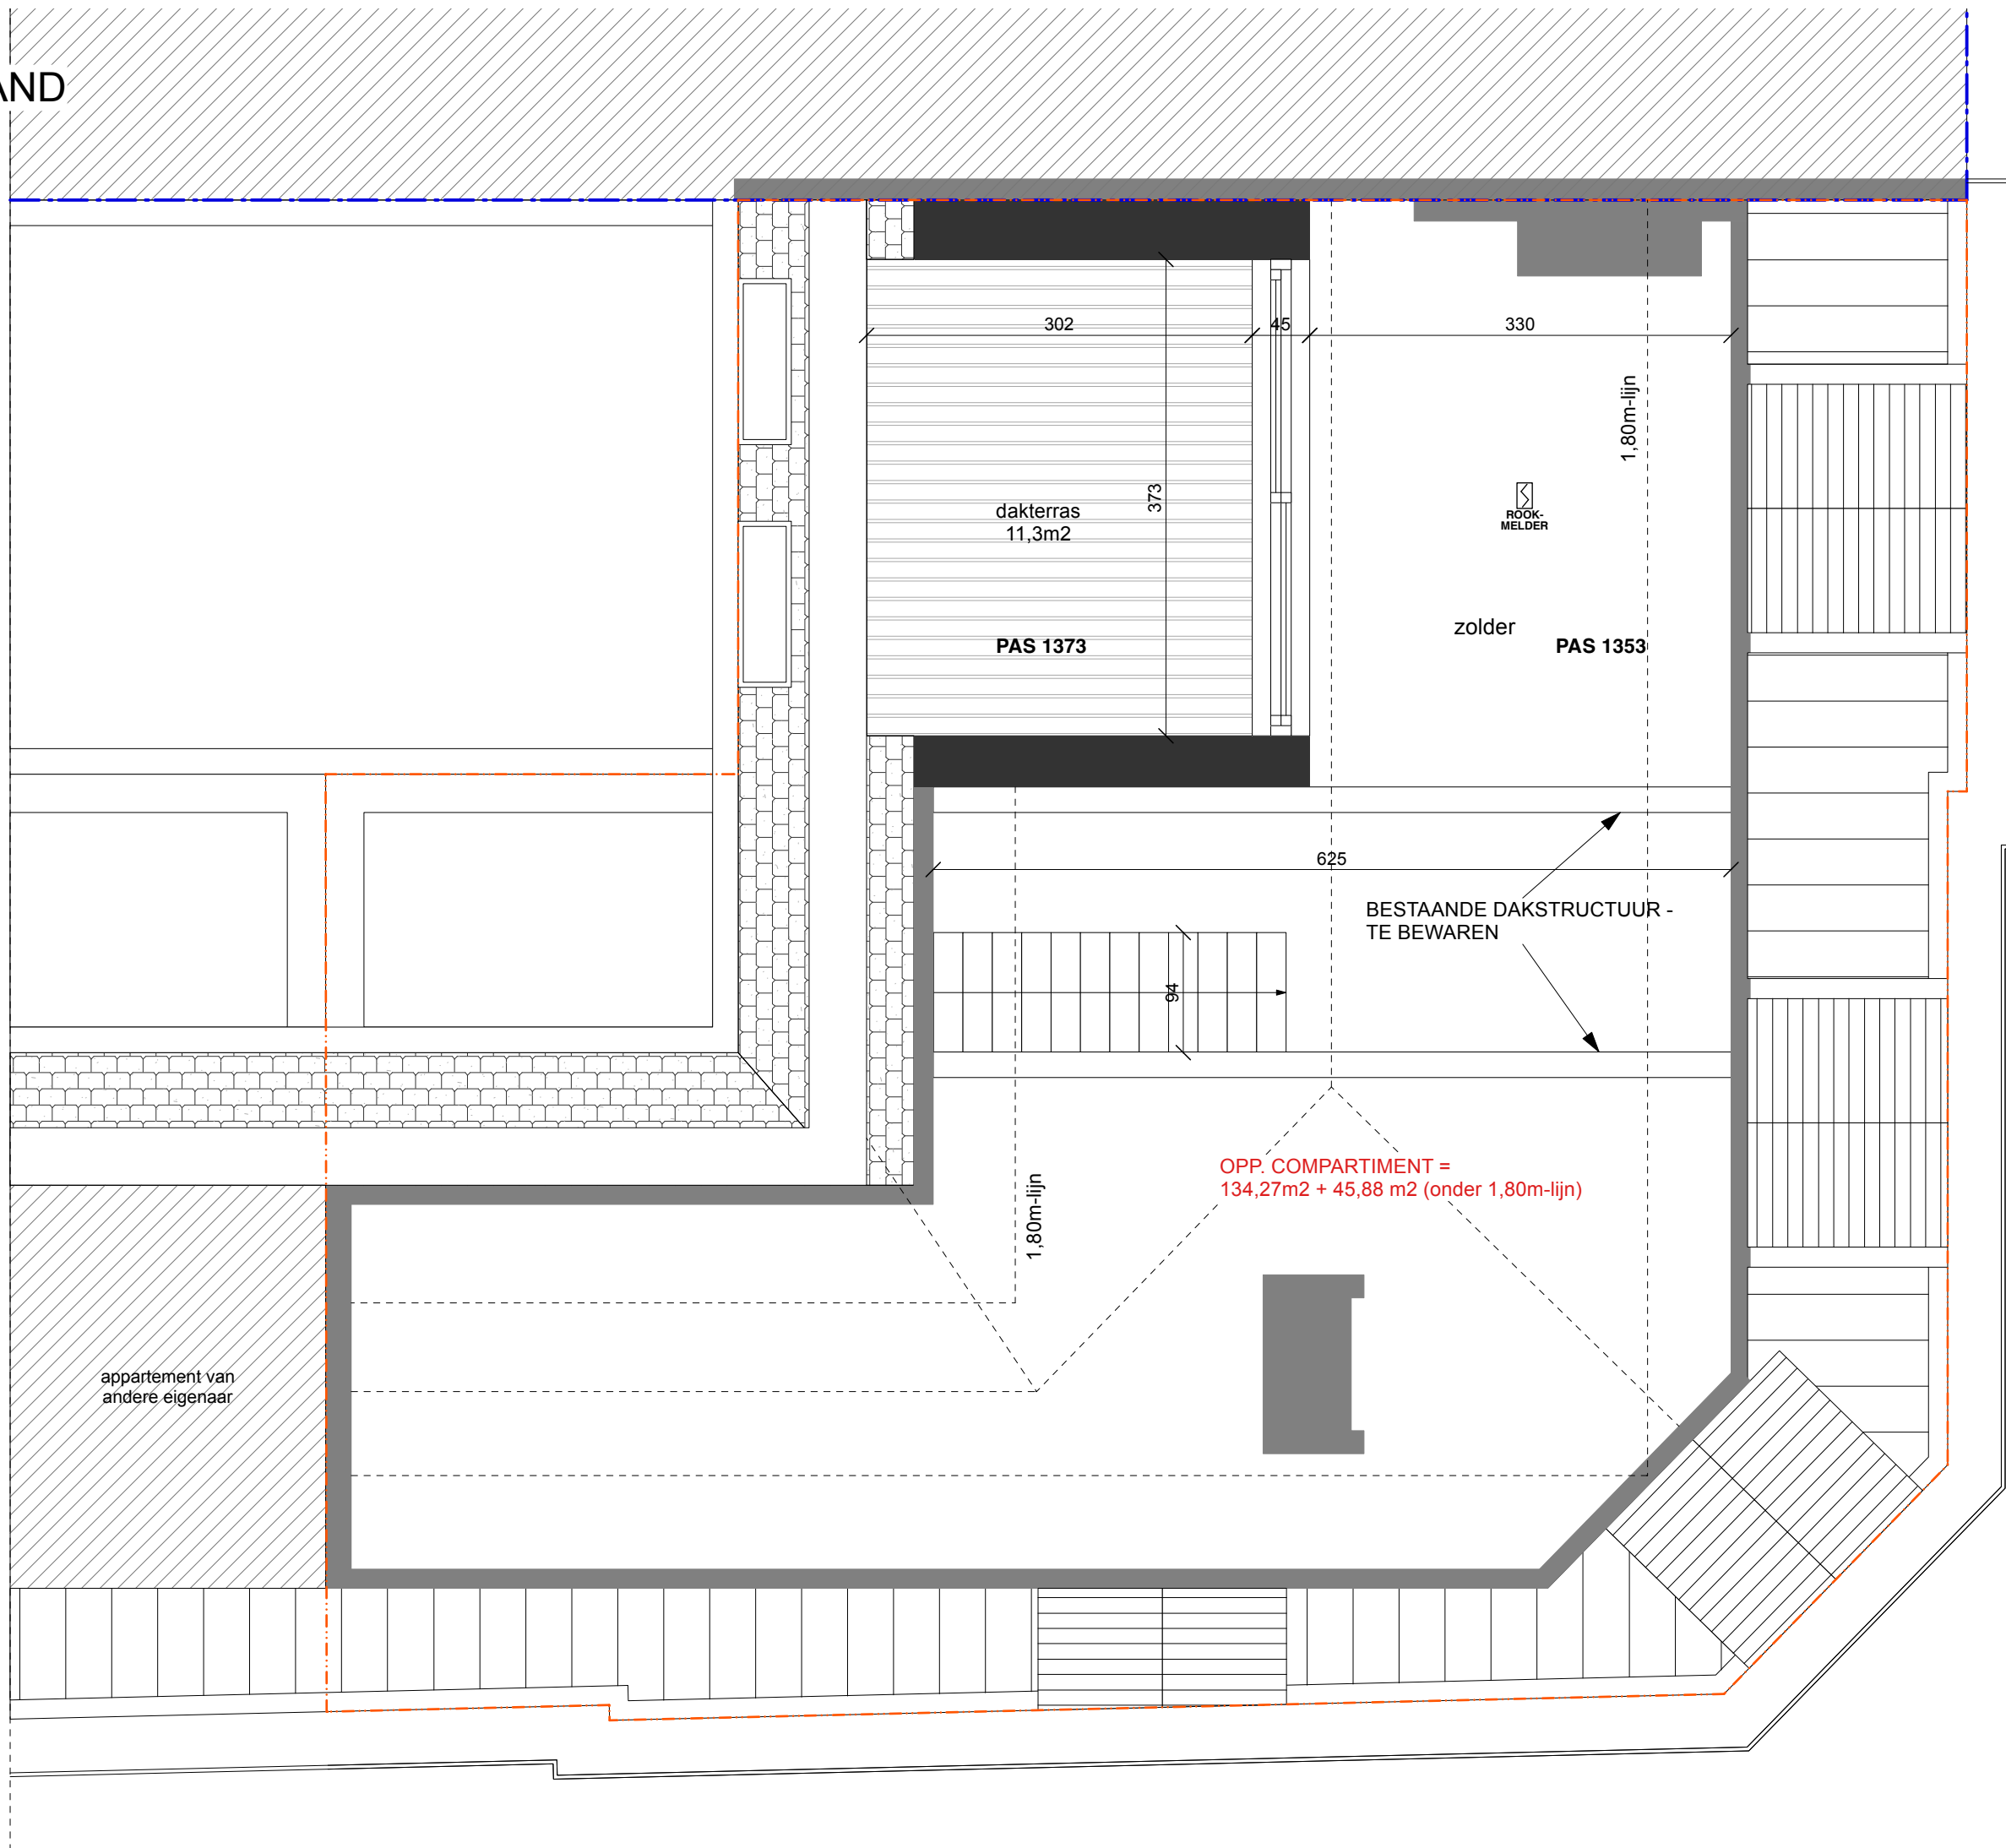 AND
302
45
330
1,80m-lijn
373
dakterras
11,3m2
ROOK-
MELDER
zolder
PAS 1373
PAS 1353
625
BESTAANDE DAKSTRUCTUUR -
TE BEWAREN
94
OPP. COMPARTIMENT =
134,27m2 + 45,88 m2 (onder 1,80m-lijn)
1,80m-lijn
appartement van
andere eigenaar